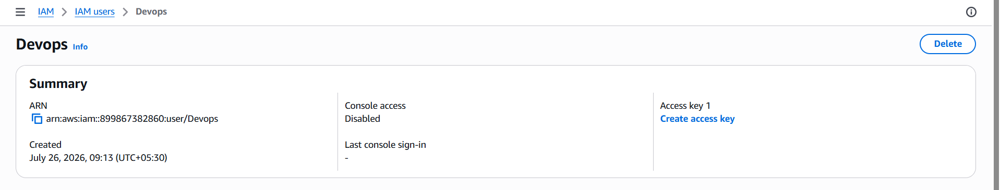 IAM > IAM users > Devops
Devops Info
Delete
Summary
ARN
arn:aws:iam::899867382860:user/Devops
Created
July 26, 2026, 09:13 (UTC+05:30)
Console access
Disabled
Last console sign-in
-
Access key 1
Create access key